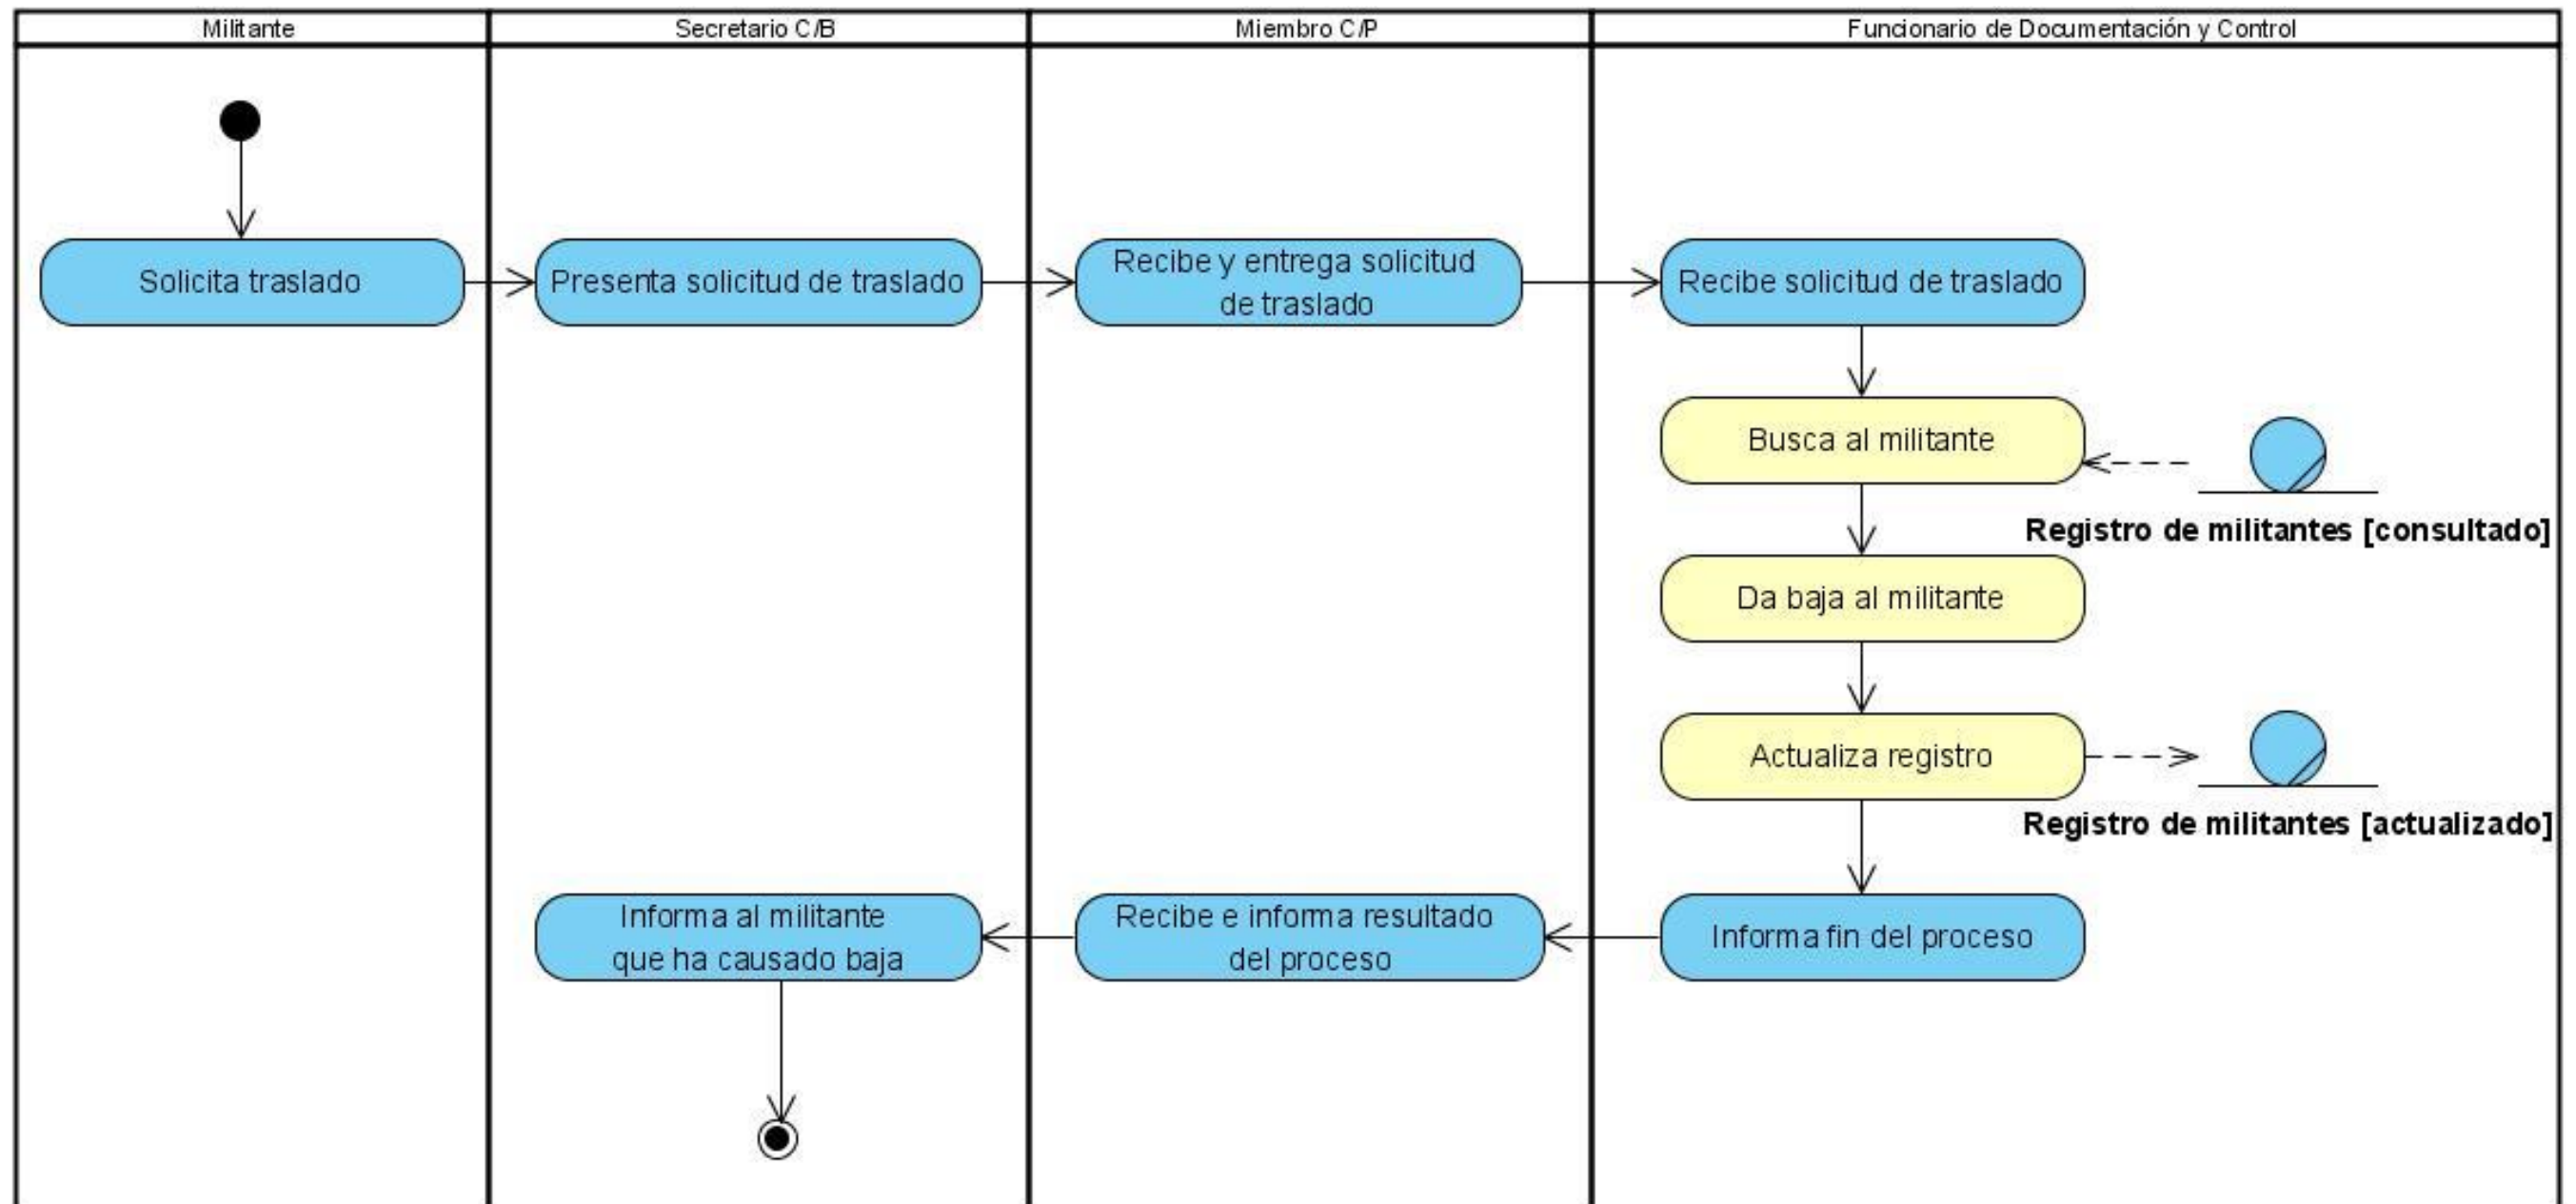 Militante
Secretario C/B
Miembro C/P
Funcionario de Documentación y Control
Solicita traslado
Presenta solicitud de traslado
Recibe y entrega solicitud
de traslado
Recibe solicitud de traslado
Busca al militante
Registro de militantes [consultado]
Da baja al militante
Actualiza registro
Registro de militantes [actualizado]
Informa al militante
que ha causado baja
Recibe e informa resultado
del proceso
Informa fin del proceso